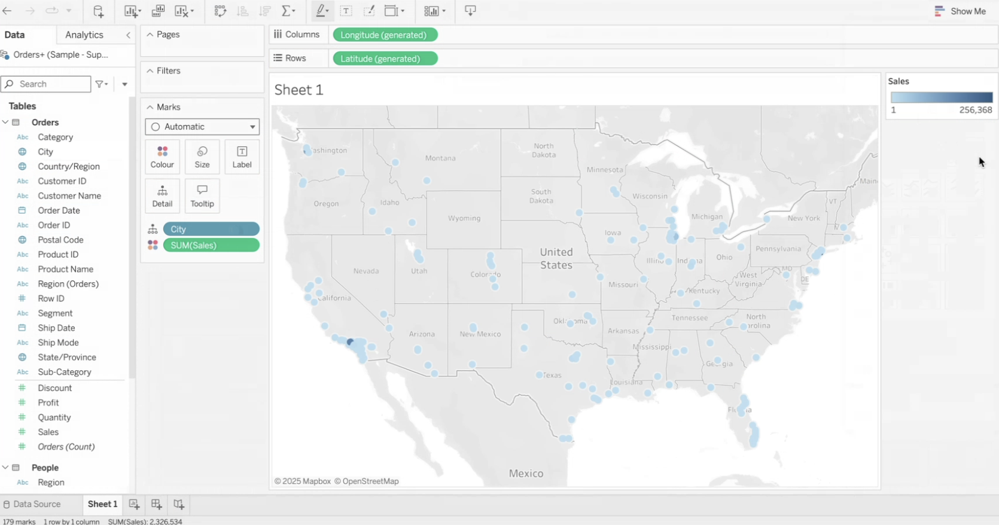 Show Me
Data
Analytics
Orders+ (Sample - Sup...
Search
Tables
Orders
Abc Category
City
Country/Region
Abc Customer ID
Abc Customer Name
Order Date
Abc Order ID
Postal Code
Abc Product ID
Abc Product Name
Abc Region (Orders)
# Row ID
Abc Segment
Ship Date
Abc Ship Mode
State/Province
Abc Sub-Category
# Discount
# Profit
# Quantity
# Sales
# Orders (Count)
People
Abc Region
Pages
Filters
Marks
Automatic
Colour
Size
Label
Detail
Tooltip
City
SUM(Sales)
Columns
Longitude (generated)
Rows
Latitude (generated)
Sheet 1
ashington
Montana
North
Dakota
Minnesota
Main
Oregon
Idaho
South
Dakota
Wisconsin
Michigan
VT
New York
Wyoming
Iowa
Pennsylvania
United
States
Nevada
Utah
Colorado
Ohio
MD
DE
Missouri
West
Virginia
California
Kentucky
Tennessee
North
Arizona
New Mexico
Arkansas
Mississippi
Georgia
Texas
Louisiana
Mexico
© 2025 Mapbox © OpenStreetMap
Sales
1
256,368
Data Source
Sheet 1
179 marks
1 row by 1 column
SUM(Sales): 2,326,534